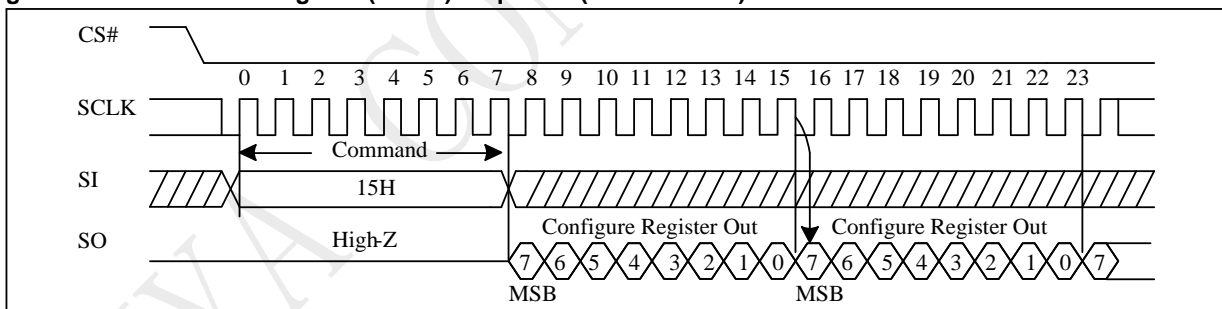 CS#
0 1 2 3 4 5 6 7 8 9 10 11 12 13 14 15 16 17 18 19 20 21 22 23
SCLK
Command
SI
15H
SO
High-Z
Configure Register Out
Configure Register Out
7 6 5 4 3 2 1 0 7 6 5 4 3 2 1 0 7
MSB
MSB